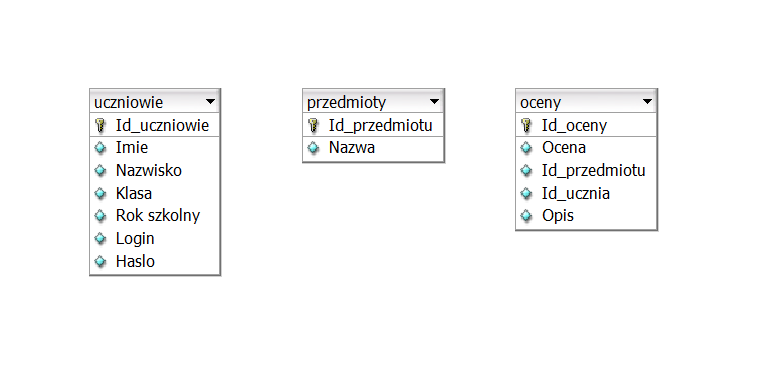 uczniowie
Id_uczniowie
Imie
Nazwisko
Klasa
Rok szkolny
Login
Haslo
przedmioty
Id_przedmiotu
Nazwa
oceny
Id_oceny
Ocena
Id_przedmiotu
Id_ucznia
Opis